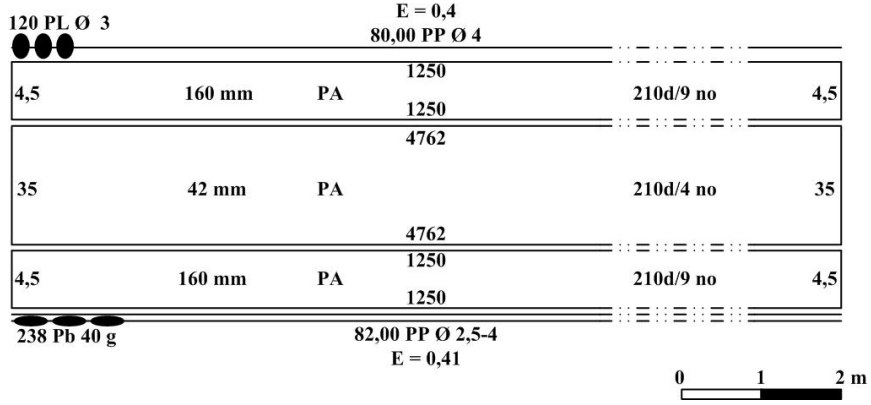 E = 0,4
120 PL Ø 3
80,00 PP Ø 4
1250
4,5 160 mm PA 210d/9 no 4,5
1250
4762
35 42 mm PA 210d/4 no 35
4762
1250
4,5 160 mm PA 210d/9 no 4,5
1250
238 Pb 40 g
82,00 PP Ø 2,5-4
E = 0,41
0 1 2 m